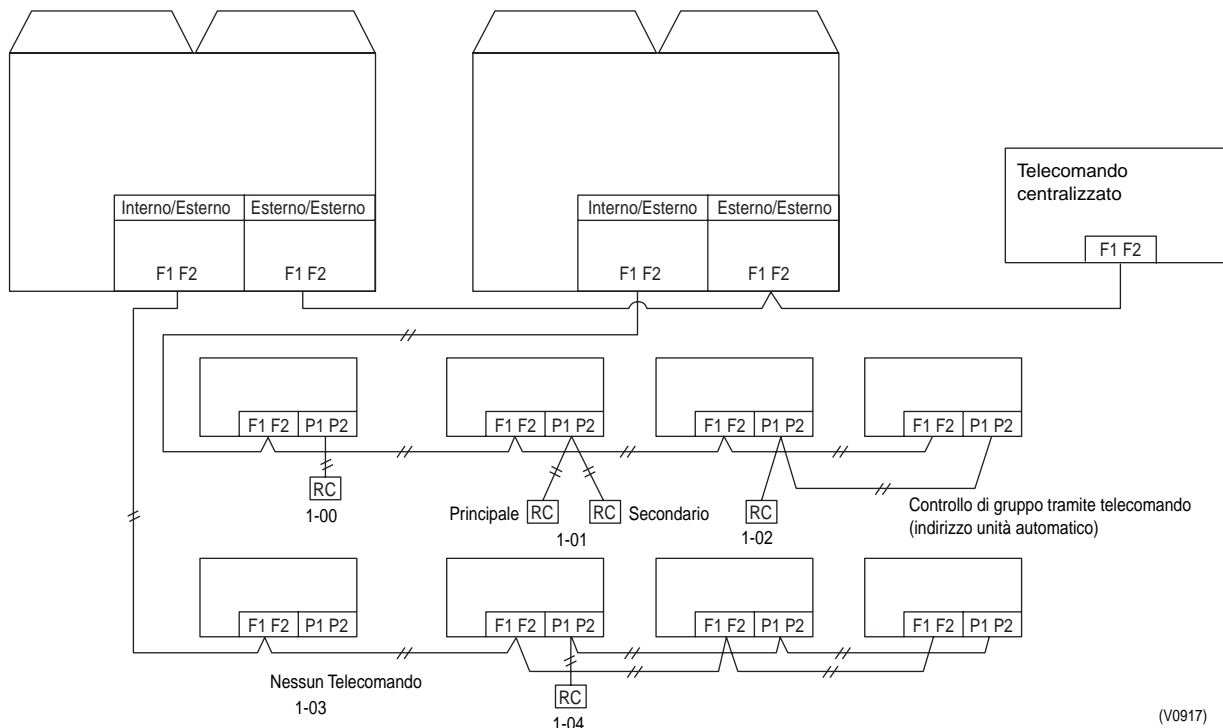 Interno/Esterno Esterno/Esterno
F1 F2 F1 F2
Interno/Esterno Esterno/Esterno
F1 F2 F1 F2
Telecomando
centralizzato
F1 F2
F1 F2 P1 P2
F1 F2 P1 P2
F1 F2 P1 P2
F1 F2 P1 P2
RC
1-00
Principale RC RC Secondario
1-01
RC
1-02
Controllo di gruppo tramite telecomando
(indirizzo unità automatico)
F1 F2 P1 P2
F1 F2 P1 P2
F1 F2 P1 P2
F1 F2 P1 P2
Nessun Telecomando
1-03
RC
1-04
(V0917)